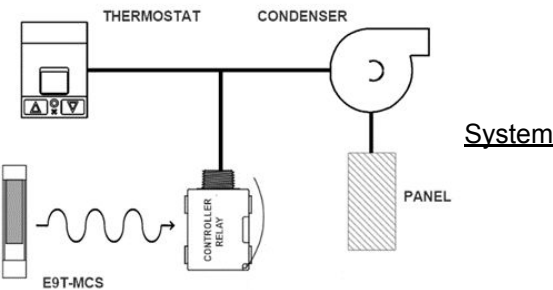 THERMOSTAT
CONDENSER
System
PANEL
CONTROLLER
RELAY
E9T-MCS